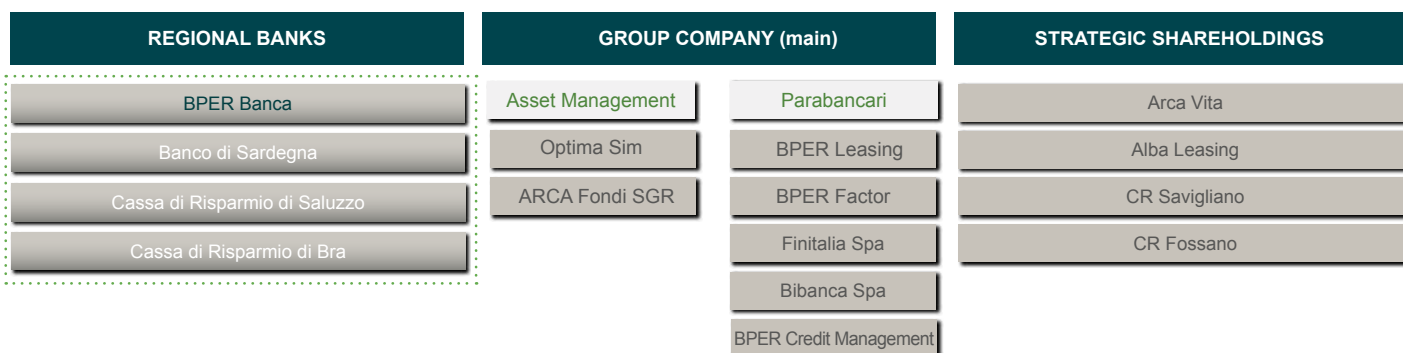 REGIONAL BANKS
BPER Banca
Banco di Sardegna
Cassa di Risparmio di Saluzzo
Cassa di Risparmio di Bra
GROUP COMPANY (main)
Asset Management
Optima Sim
ARCA Fondi SGR
Parabancari
BPER Leasing
BPER Factor
Finitalia Spa
Bibanca Spa
BPER Credit Management
STRATEGIC SHAREHOLDINGS
Arca Vita
Alba Leasing
CR Savigliano
CR Fossano